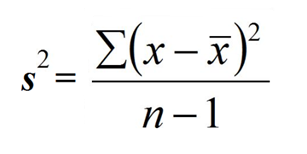 s² = Σ(x − x̄)² / (n − 1)